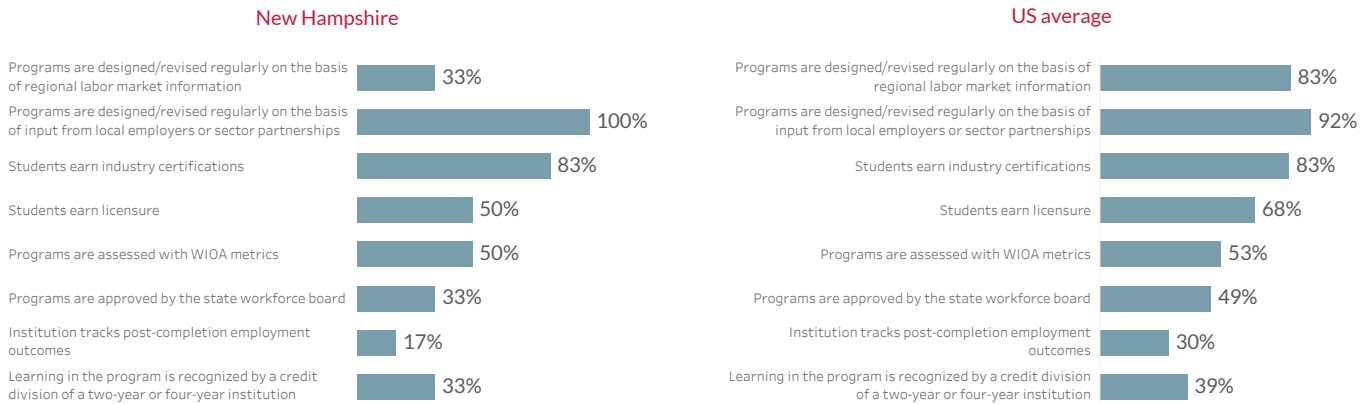 New Hampshire
Programs are designed/revised regularly on the basis
of regional labor market information
33%
Programs are designed/revised regularly on the basis
of input from local employers or sector partnerships
100%
Students earn industry certifications
83%
Students earn licensure
50%
Programs are assessed with WIOA metrics
50%
Programs are approved by the state workforce board
33%
Institution tracks post-completion employment
outcomes
17%
Learning in the program is recognized by a credit
division of a two-year or four-year institution
33%
US average
Programs are designed/revised regularly on the basis of
regional labor market information
83%
Programs are designed/revised regularly on the basis of
input from local employers or sector partnerships
92%
Students earn industry certifications
83%
Students earn licensure
68%
Programs are assessed with WIOA metrics
53%
Programs are approved by the state workforce board
49%
Institution tracks post-completion employment
outcomes
30%
Learning in the program is recognized by a credit division
of a two-year or four-year institution
39%